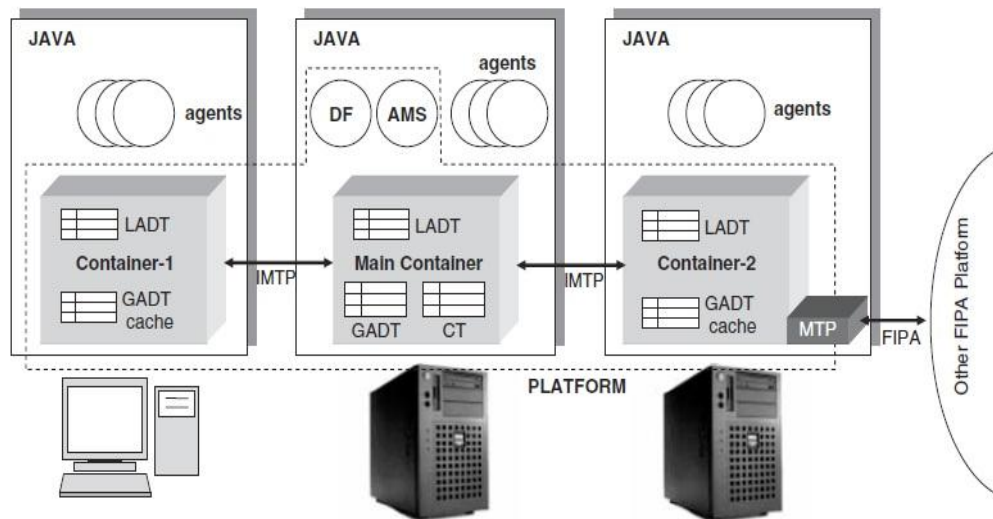 JAVA
agents
LADT
Container-1
GADT
cache
IMTP
JAVA
agents
DF
AMS
LADT
Main Container
GADT
CT
IMTP
JAVA
agents
LADT
Container-2
GADT
cache
MTP
FIPA
Other FIPA Platform
PLATFORM